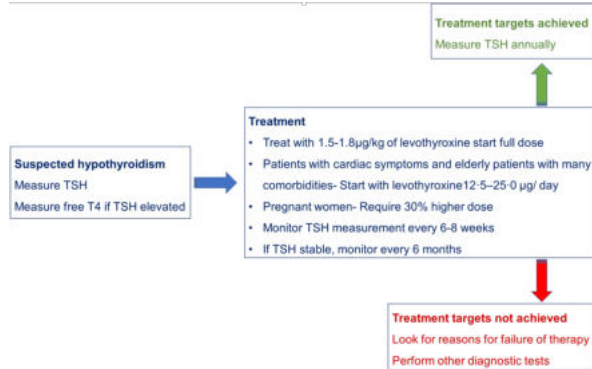 Treatment targets achieved
Measure TSH annually
Suspected hypothyroidism
Measure TSH
Measure free T4 if TSH elevated
Treatment
• Treat with 1.5-1.8µg/kg of levothyroxine start full dose
• Patients with cardiac symptoms and elderly patients with many
comorbidities- Start with levothyroxine12·5–25·0 µg/ day
• Pregnant women- Require 30% higher dose
• Monitor TSH measurement every 6-8 weeks
• If TSH stable, monitor every 6 months
Treatment targets not achieved
Look for reasons for failure of therapy
Perform other diagnostic tests